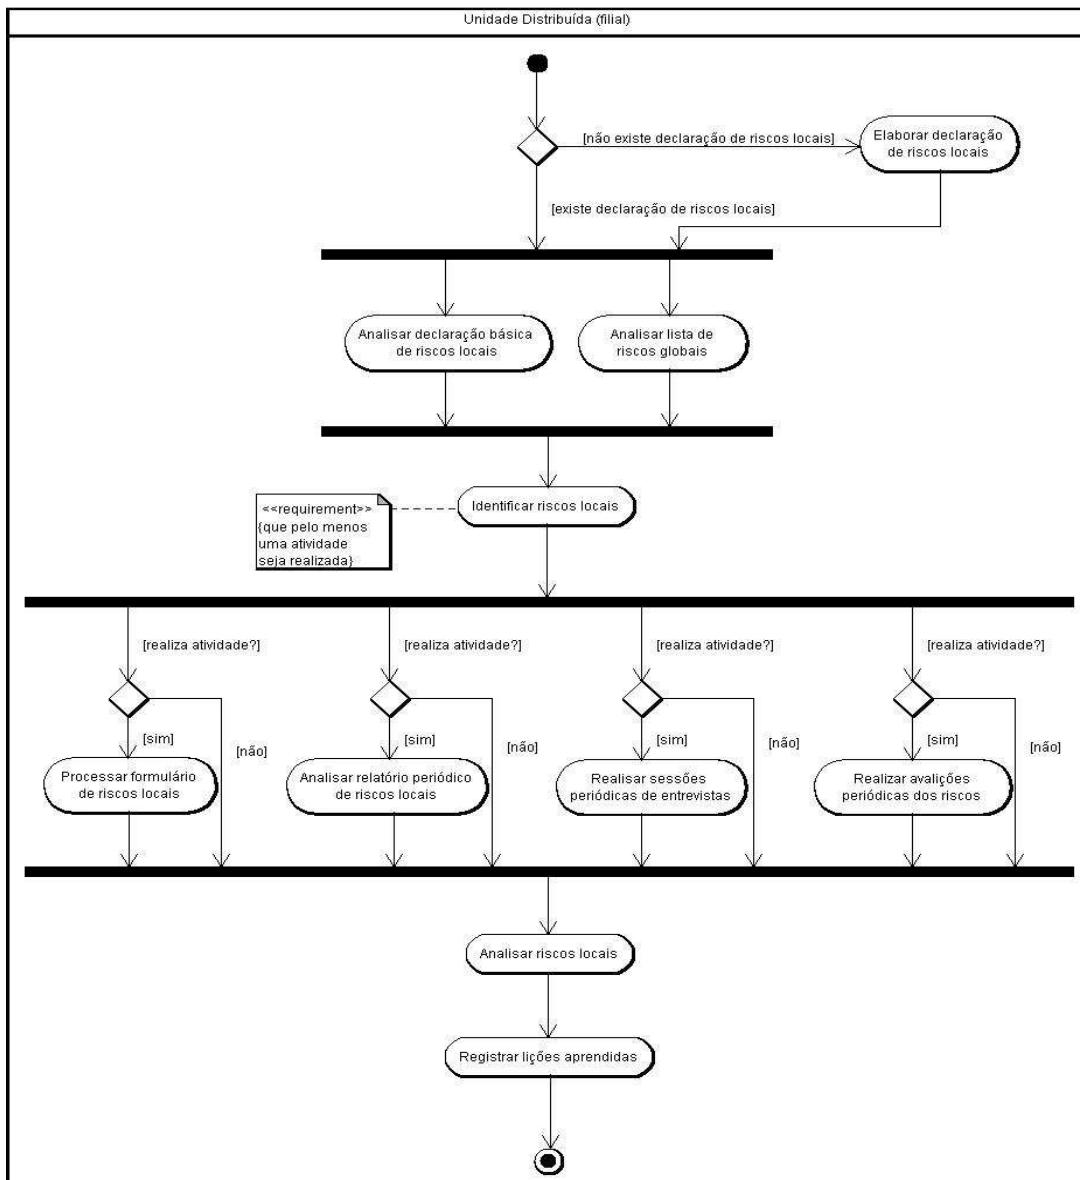 Unidade Distribuída (filial)
[não existe declaração de riscos locais]
Elaborar declaração
de riscos locais
[existe declaração de riscos locais]
Analisar declaração básica
de riscos locais
Analisar lista de
riscos globais
Identificar riscos locais
<<requirement>>
{que pelo menos
uma atividade
seja realizada}
[realiza atividade?]
[realiza atividade?]
[realiza atividade?]
[realiza atividade?]
[sim]
[não]
[sim]
[não]
[sim]
[não]
[sim]
[não]
Processar formulário
de riscos locais
Analisar relatório periódico
de riscos locais
Realisar sessões
periódicas de entrevistas
Realizar avalições
periódicas dos riscos
Analisar riscos locais
Registrar lições aprendidas